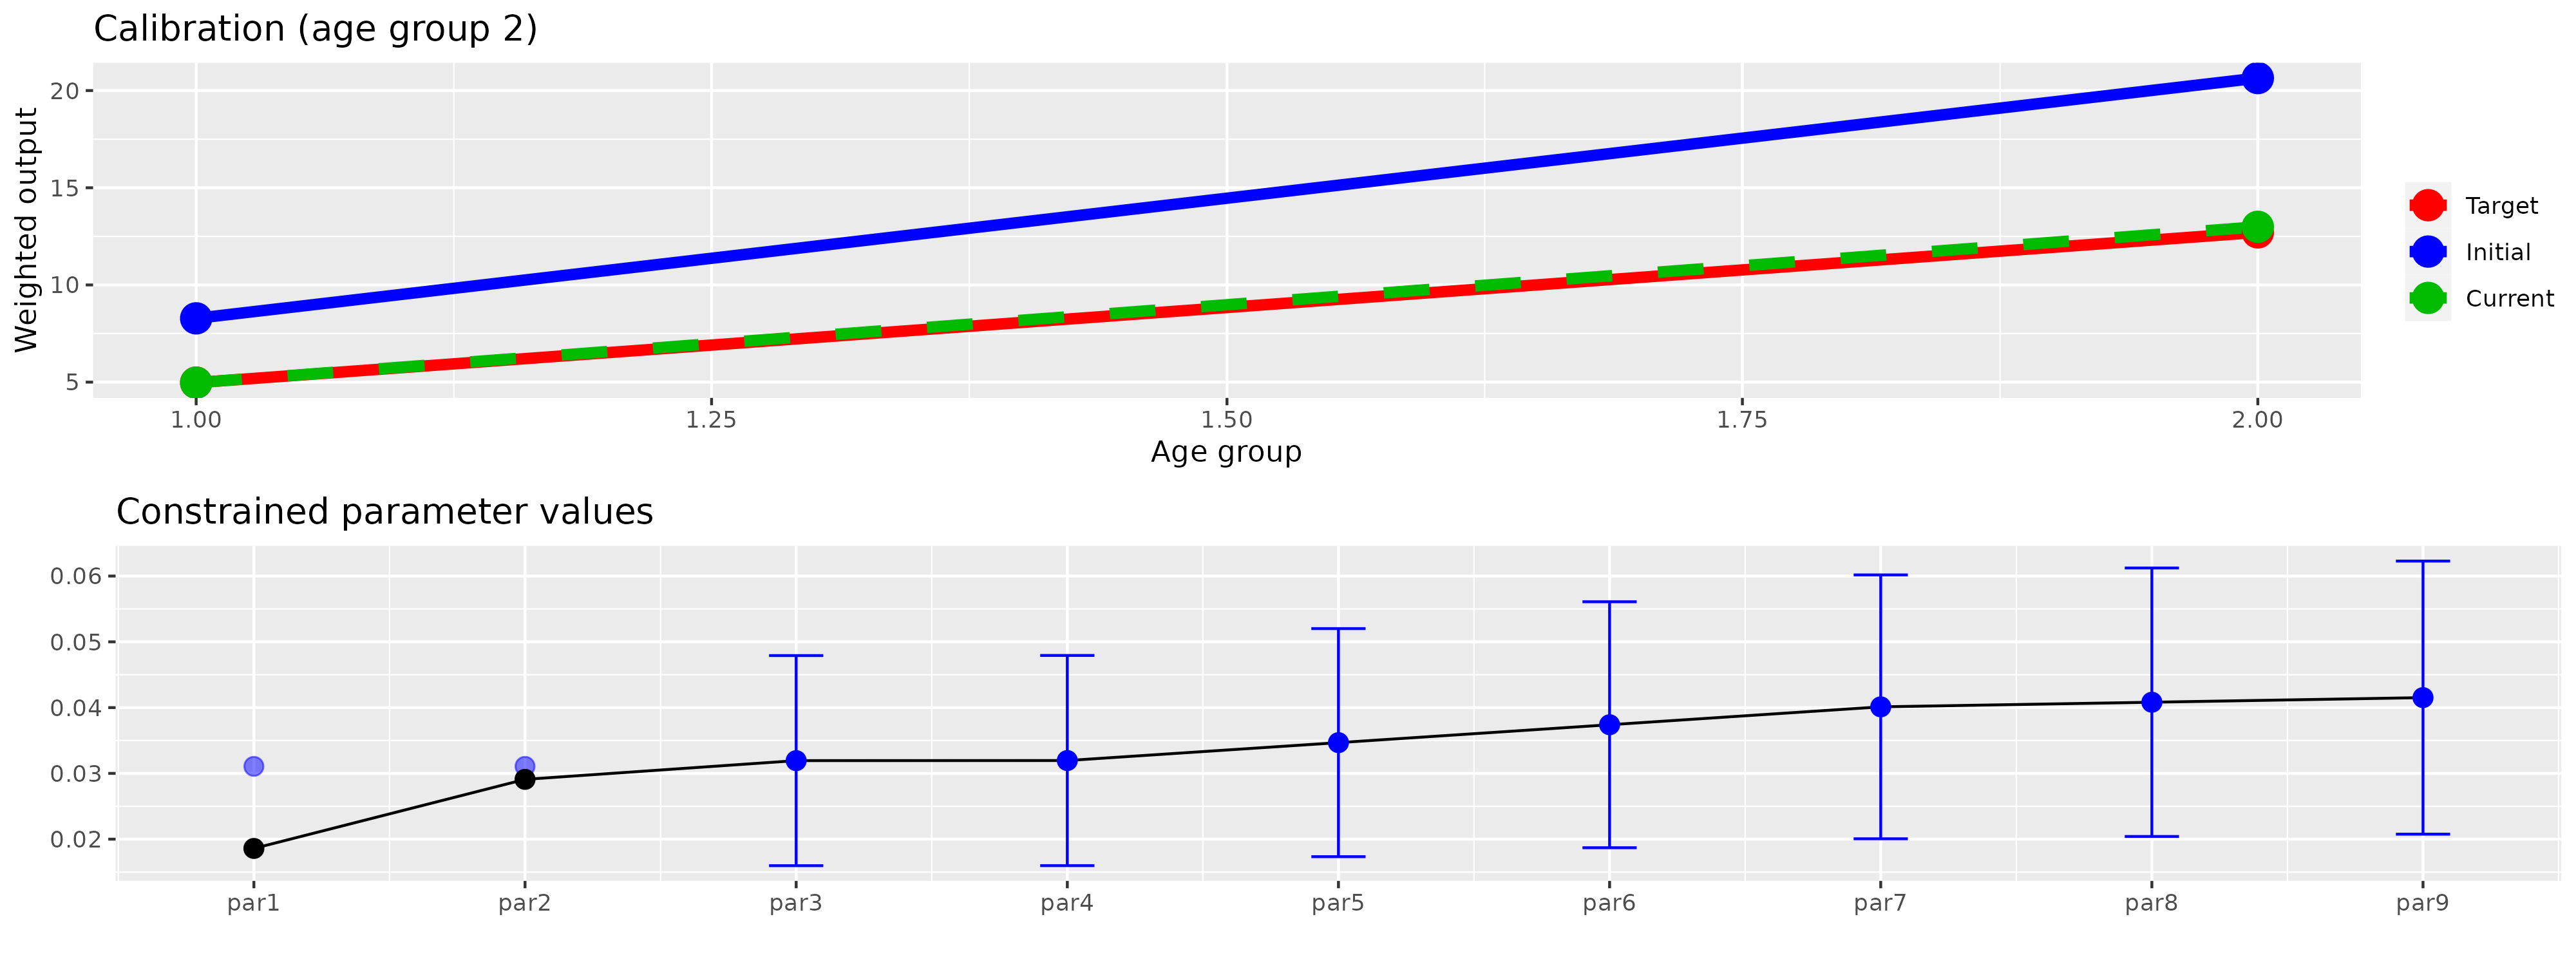 Calibration (age group 2)
Weighted output
20
15
10
5
1.00 1.25 1.50 1.75 2.00
Age group
Target
Initial
Current
Constrained parameter values
0.06
0.05
0.04
0.03
0.02
par1 par2 par3 par4 par5 par6 par7 par8 par9